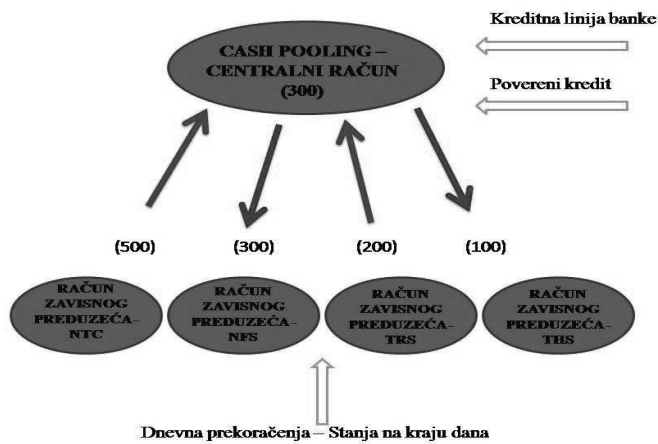 Kreditna linija banke
CASH POOLING –
CENTRALNI RAČUN
(300)
Povereni kredit
(500)
(300)
(200)
(100)
RAČUN
ZAVISNOG
PREDUZEĆA–
NTC
RAČUN
ZAVISNOG
PREDUZEĆA–
NFS
RAČUN
ZAVISNOG
PREDUZEĆA–
TRS
RAČUN
ZAVISNOG
PREDUZEĆA–
THS
Dnevna prekoračenja – Stanja na kraju dana